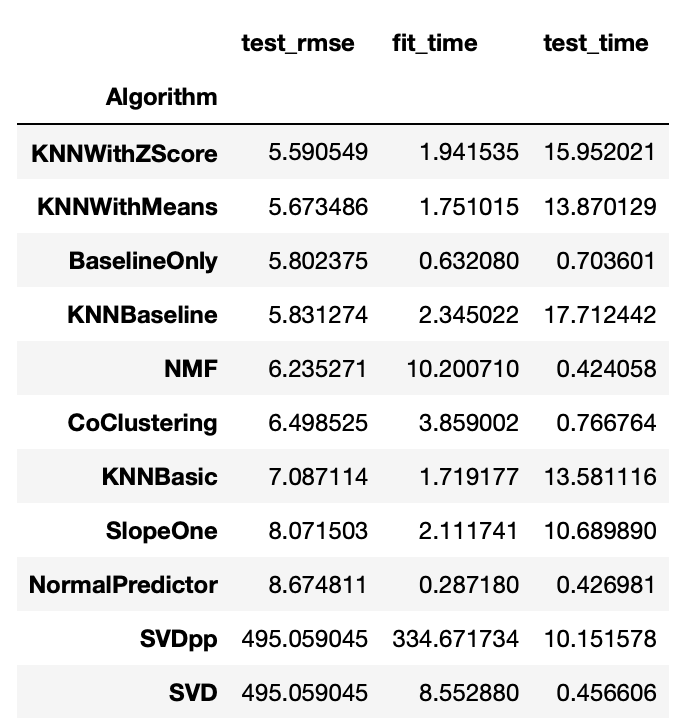 test_rmse fit_time test_time
Algorithm
KNNWithZScore 5.590549 1.941535 15.952021
KNNWithMeans 5.673486 1.751015 13.870129
BaselineOnly 5.802375 0.632080 0.703601
KNNBaseline 5.831274 2.345022 17.712442
NMF 6.235271 10.200710 0.424058
CoClustering 6.498525 3.859002 0.766764
KNNBasic 7.087114 1.719177 13.581116
SlopeOne 8.071503 2.111741 10.689890
NormalPredictor 8.674811 0.287180 0.426981
SVDpp 495.059045 334.671734 10.151578
SVD 495.059045 8.552880 0.456606